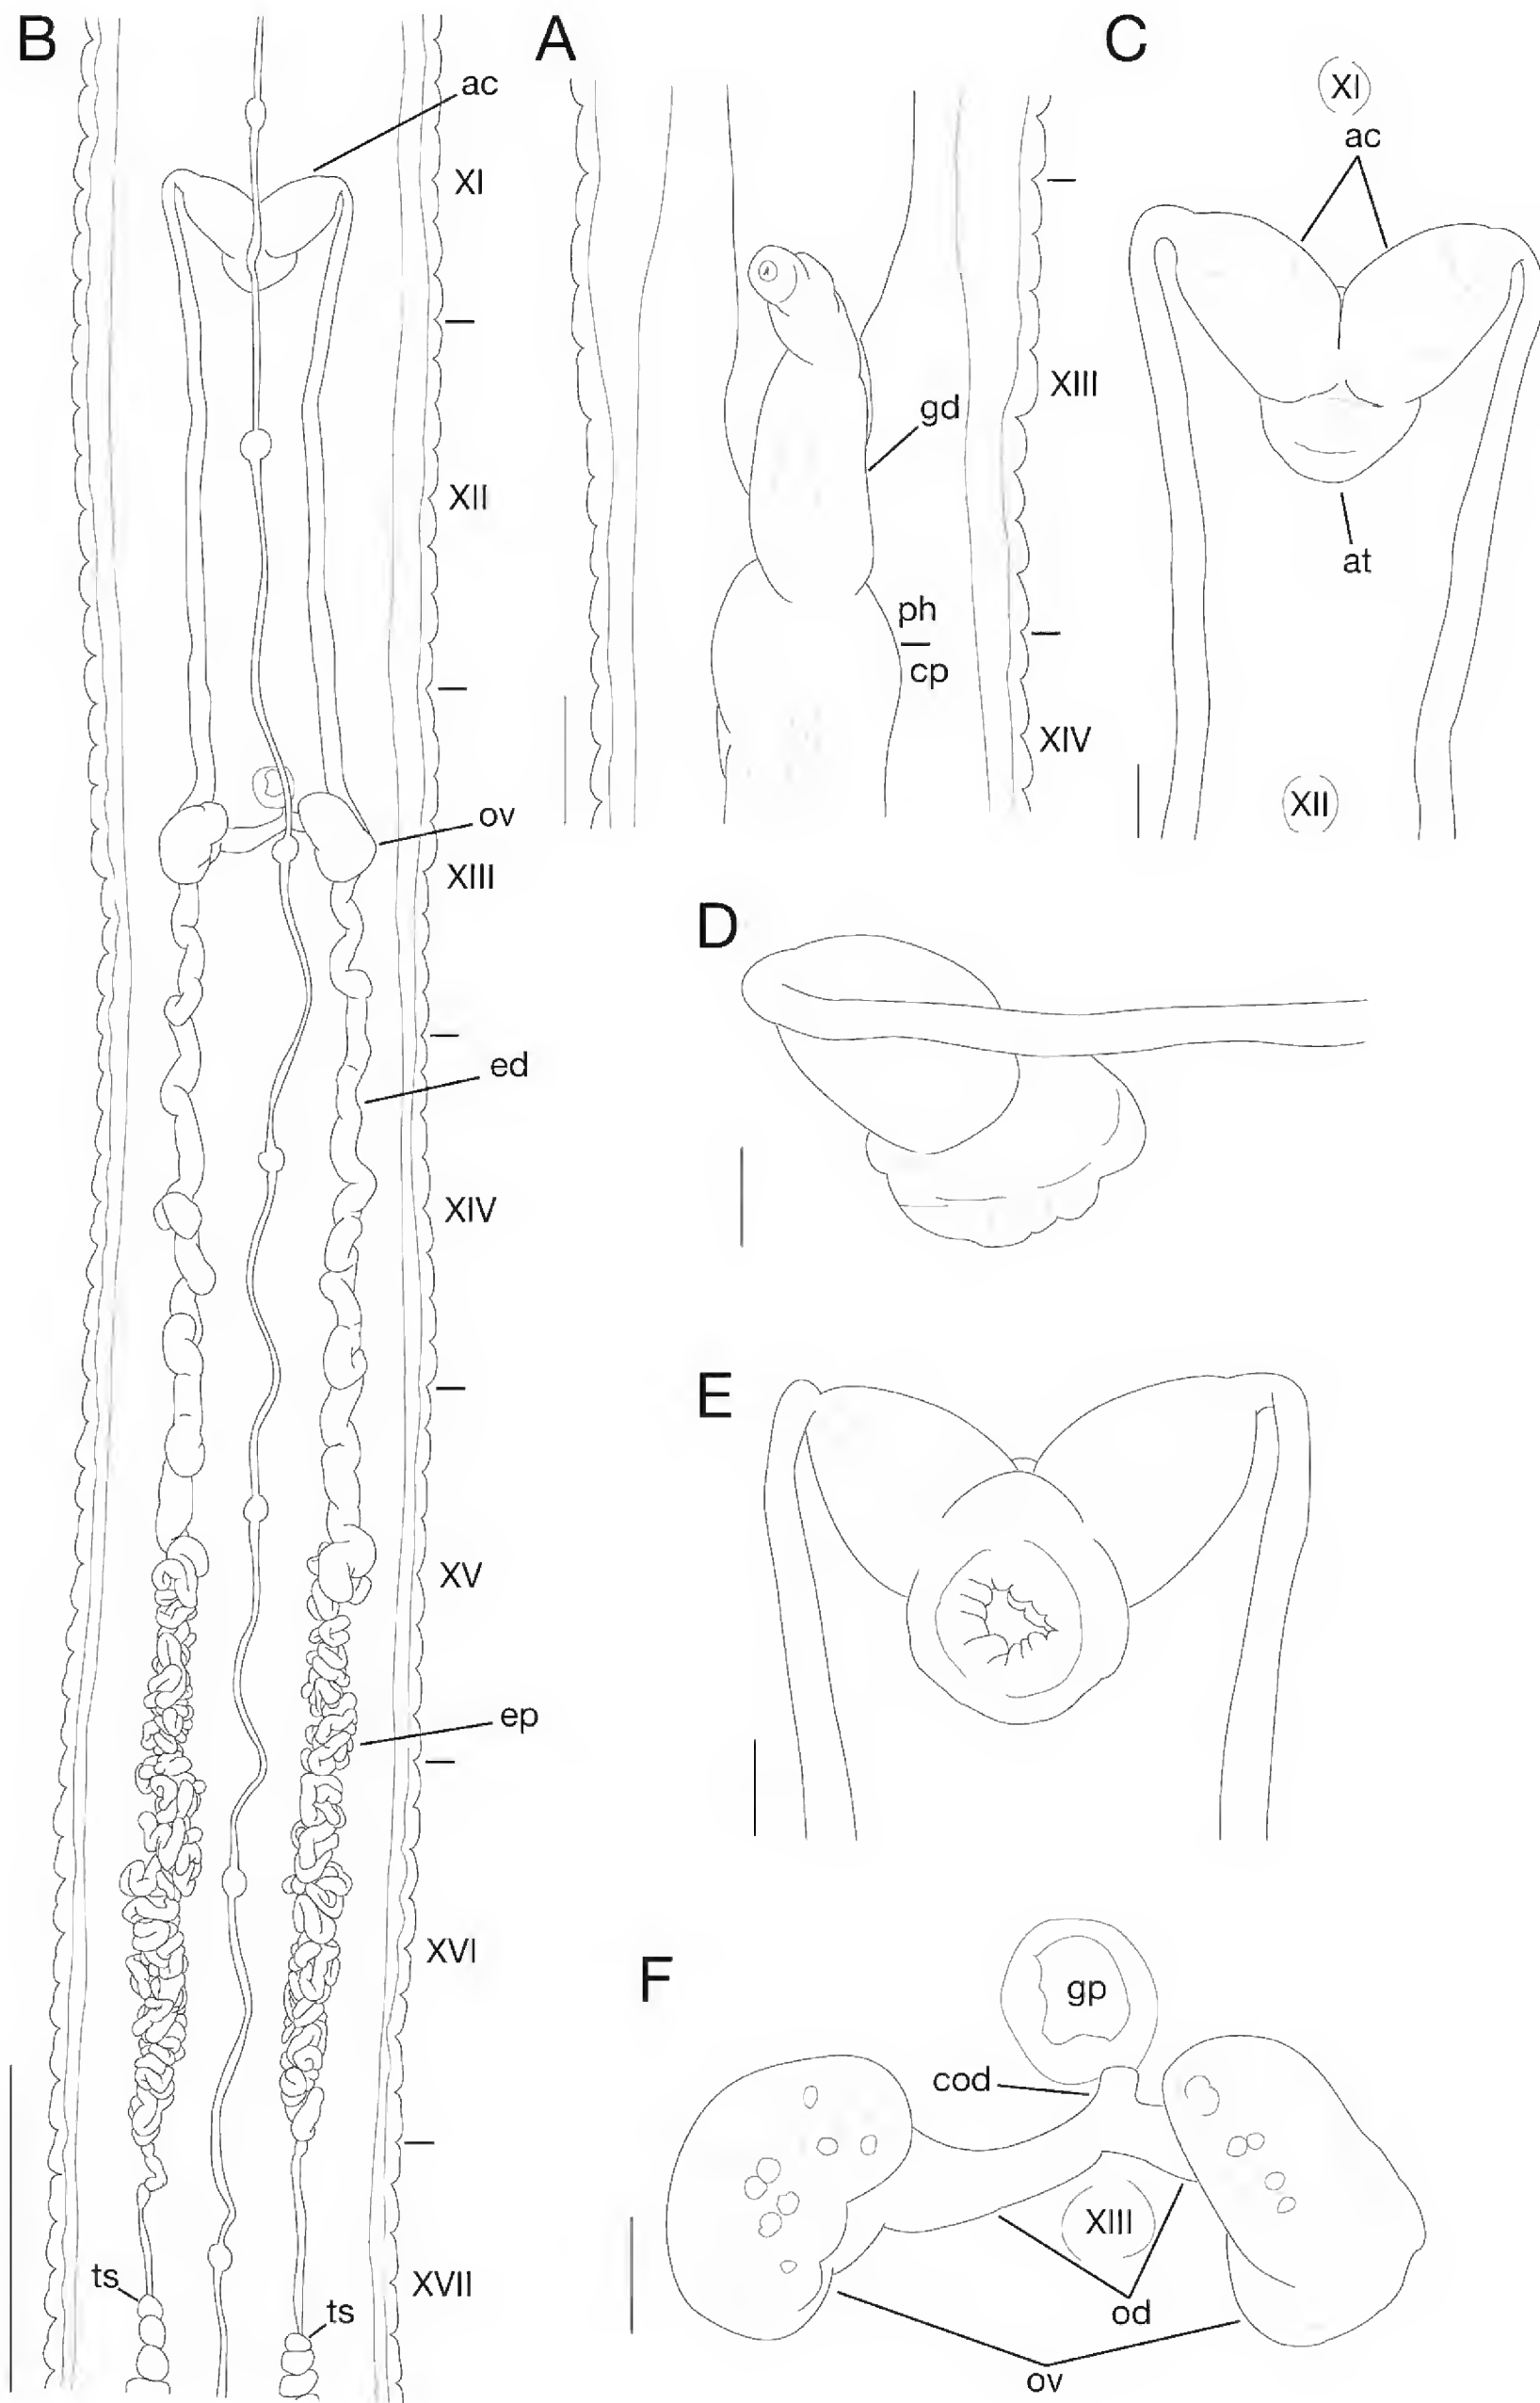 B
ac
XI
XII
ov
XIII
ed
XIV
XV
ep
XVI
ts
XVII
ts
A
XIII
gd
ph
cp
XIV
C
XI
ac
at
XII
D
E
F
gp
cod
XIII
od
ov